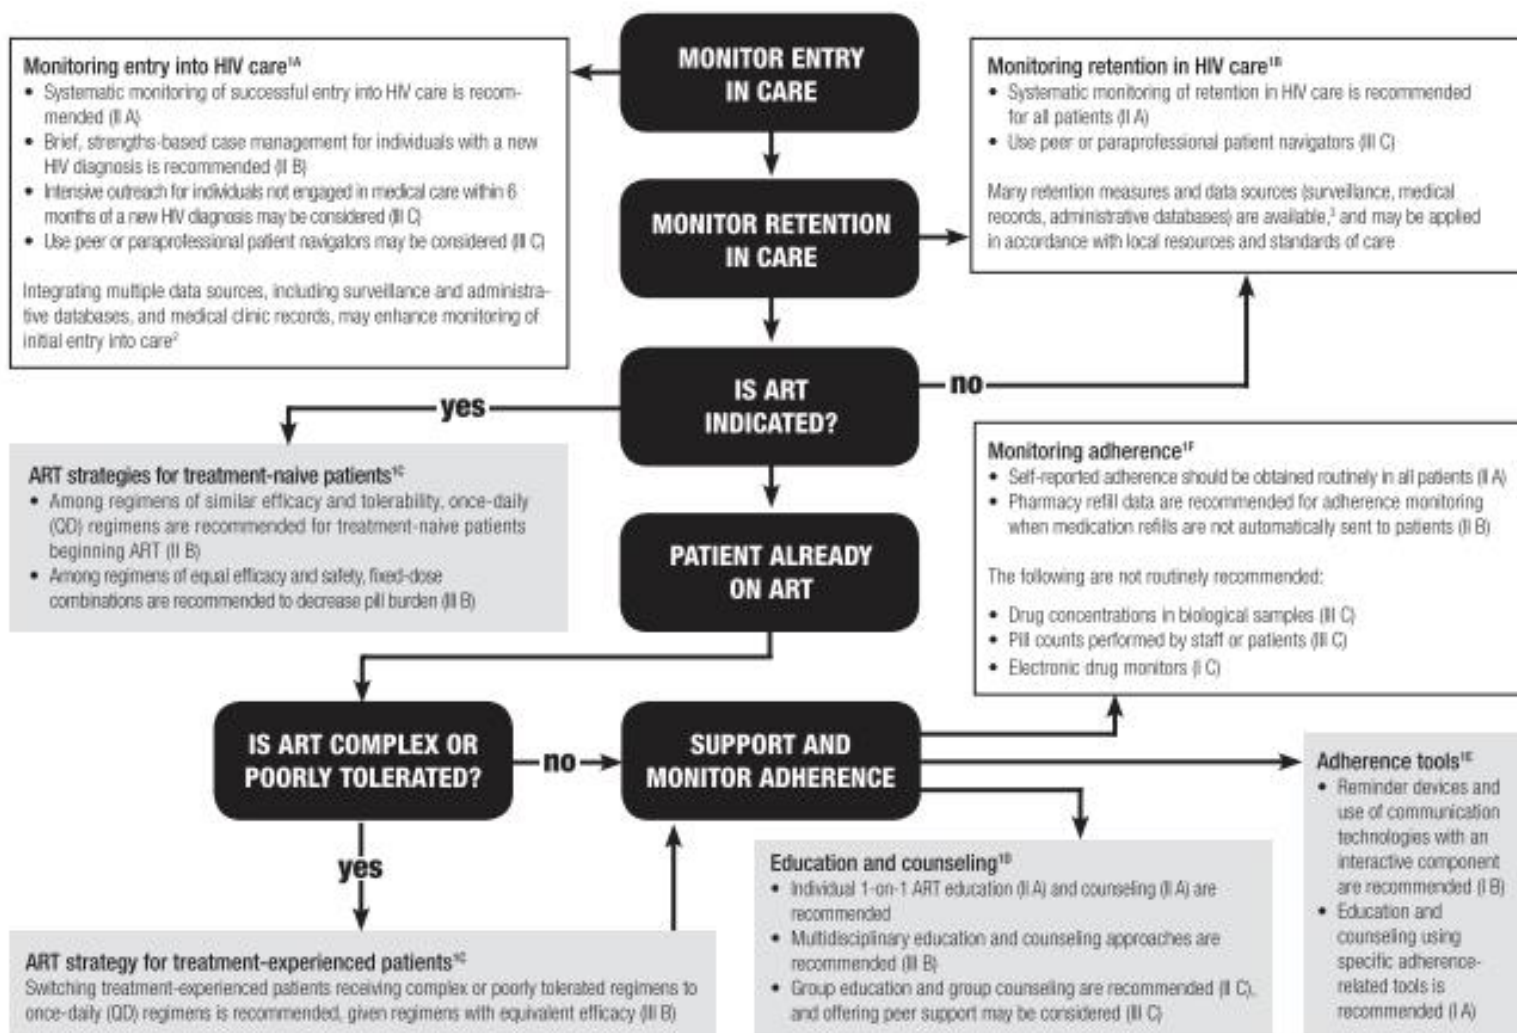 MONITOR ENTRY
IN CARE
Monitoring entry into HIV care1A
• Systematic monitoring of successful entry into HIV care is recom-
mended (II A)
• Brief, strengths-based case management for individuals with a new
HIV diagnosis is recommended (II B)
• Intensive outreach for individuals not engaged in medical care within 6
months of a new HIV diagnosis may be considered (III C)
• Use peer or paraprofessional patient navigators may be considered (III C)
Integrating multiple data sources, including surveillance and administra-
tive databases, and medical clinic records, may enhance monitoring of
initial entry into care2
Monitoring retention in HIV care1B
• Systematic monitoring of retention in HIV care is recommended
for all patients (II A)
• Use peer or paraprofessional patient navigators (III C)
Many retention measures and data sources (surveillance, medical
records, administrative databases) are available,3 and may be applied
in accordance with local resources and standards of care
MONITOR RETENTION
IN CARE
IS ART
INDICATED?
no
yes
ART strategies for treatment-naive patients1C
• Among regimens of similar efficacy and tolerability, once-daily
(QD) regimens are recommended for treatment-naive patients
beginning ART (II B)
• Among regimens of equal efficacy and safety, fixed-dose
combinations are recommended to decrease pill burden (III B)
PATIENT ALREADY
ON ART
Monitoring adherence1F
• Self-reported adherence should be obtained routinely in all patients (II A)
• Pharmacy refill data are recommended for adherence monitoring
when medication refills are not automatically sent to patients (II B)
The following are not routinely recommended:
• Drug concentrations in biological samples (III C)
• Pill counts performed by staff or patients (III C)
• Electronic drug monitors (I C)
IS ART COMPLEX OR
POORLY TOLERATED?
no
SUPPORT AND
MONITOR ADHERENCE
yes
ART strategy for treatment-experienced patients1C
Switching treatment-experienced patients receiving complex or poorly tolerated regimens to
once-daily (QD) regimens is recommended, given regimens with equivalent efficacy (III B)
Education and counseling1D
• Individual 1-on-1 ART education (II A) and counseling (II A) are
recommended
• Multidisciplinary education and counseling approaches are
recommended (III B)
• Group education and group counseling are recommended (II C),
and offering peer support may be considered (III C)
Adherence tools1E
• Reminder devices and
use of communication
technologies with an
interactive component
are recommended (I B)
• Education and
counseling using
specific adherence-
related tools is
recommended (I A)